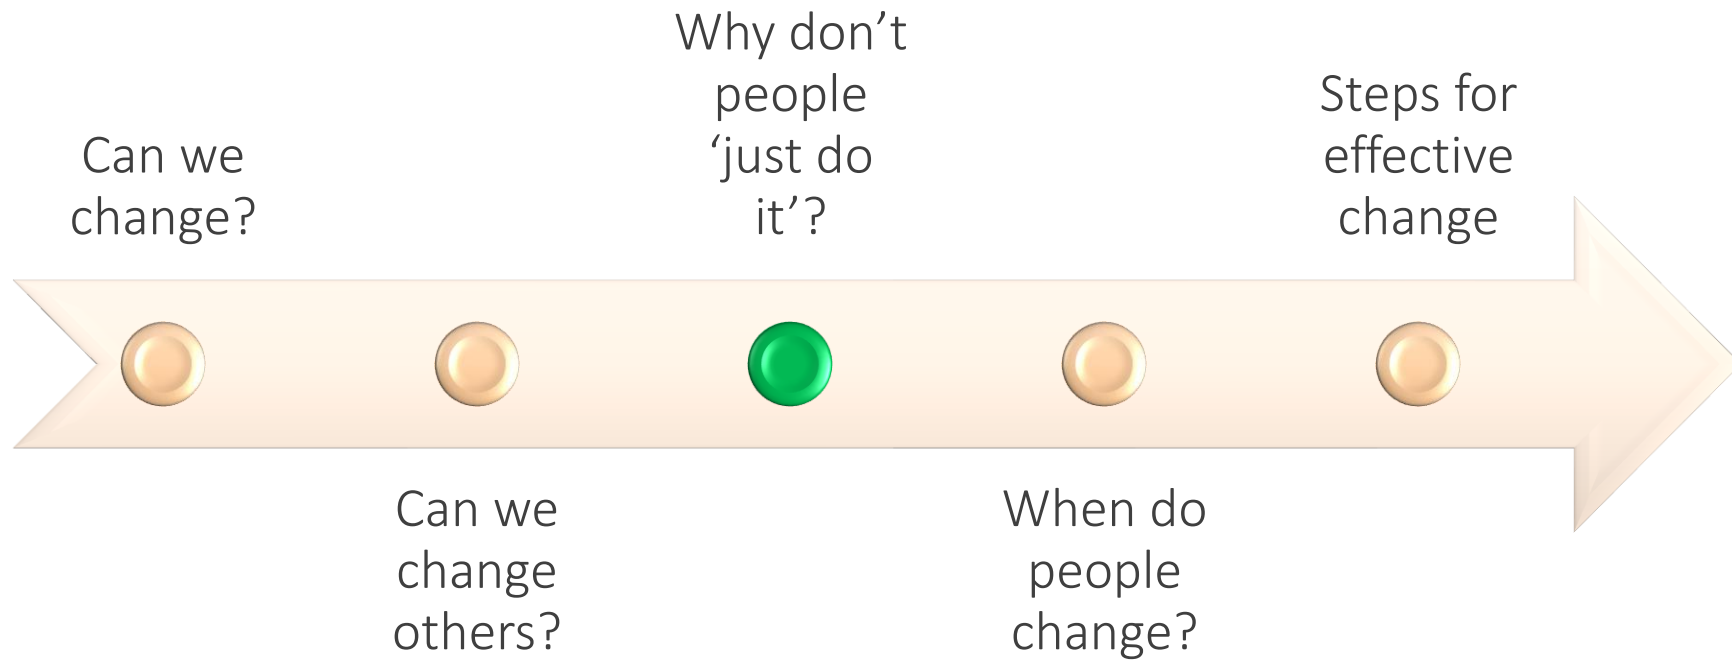 Can we
change?
Can we
change
others?
Why don’t
people
‘just do
it’?
When do
people
change?
Steps for
effective
change